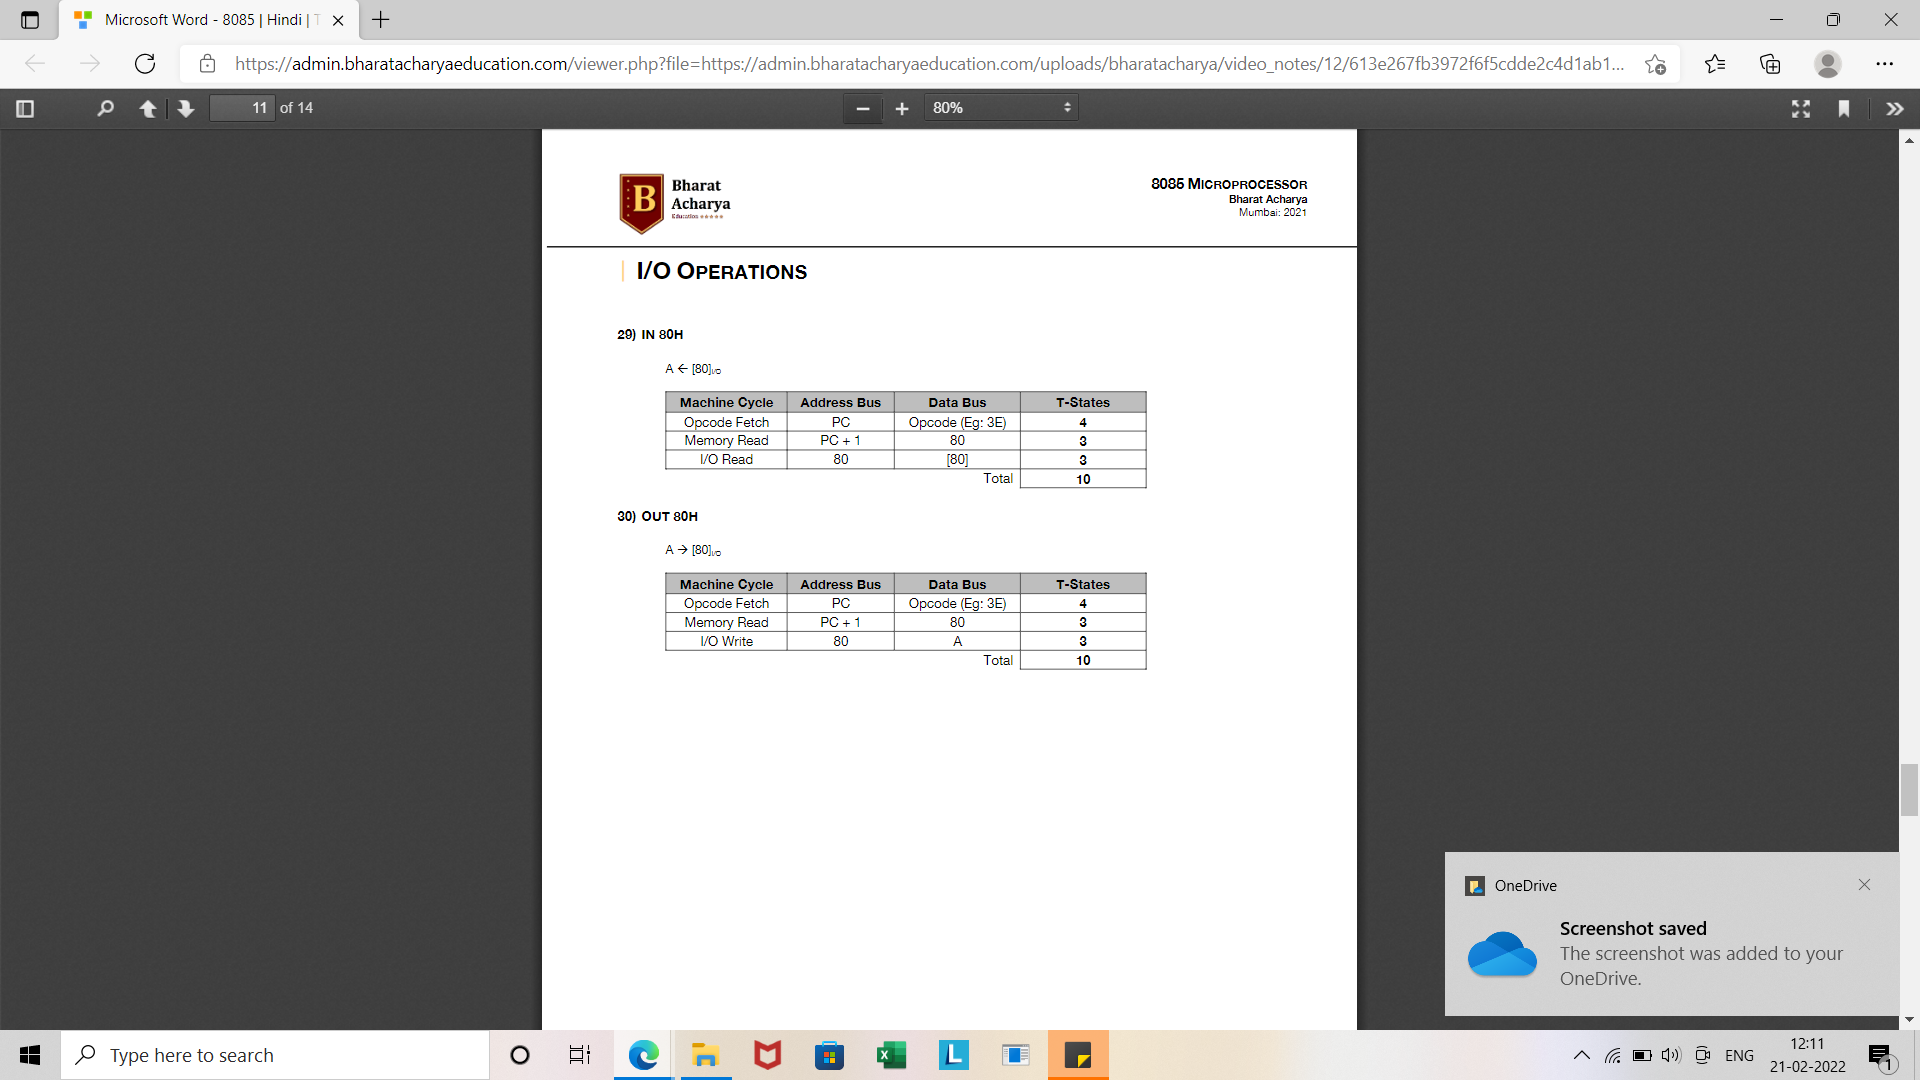 Microsoft Word - 8085 | Hindi | T
https://admin.bharatacharyaeducation.com/viewer.php?file=https://admin.bharatacharyaeducation.com/uploads/bharatacharya/video_notes/12/613e267fb3972f6f5cdde2c4d1ab1...
11 of 14
80%
Bharat
Acharya
Education
8085 MICROPROCESSOR
Bharat Acharya
Mumbai: 2021
I/O OPERATIONS
29) IN 80H
A ← [80]I/O
Machine Cycle Address Bus Data Bus T-States
Opcode Fetch PC Opcode (Eg: 3E) 4
Memory Read PC + 1 80 3
I/O Read 80 [80] 3
Total 10
30) OUT 80H
A → [80]I/O
Machine Cycle Address Bus Data Bus T-States
Opcode Fetch PC Opcode (Eg: 3E) 4
Memory Read PC + 1 80 3
I/O Write 80 A 3
Total 10
OneDrive
Screenshot saved
The screenshot was added to your
OneDrive.
Type here to search
ENG
12:11
21-02-2022
1